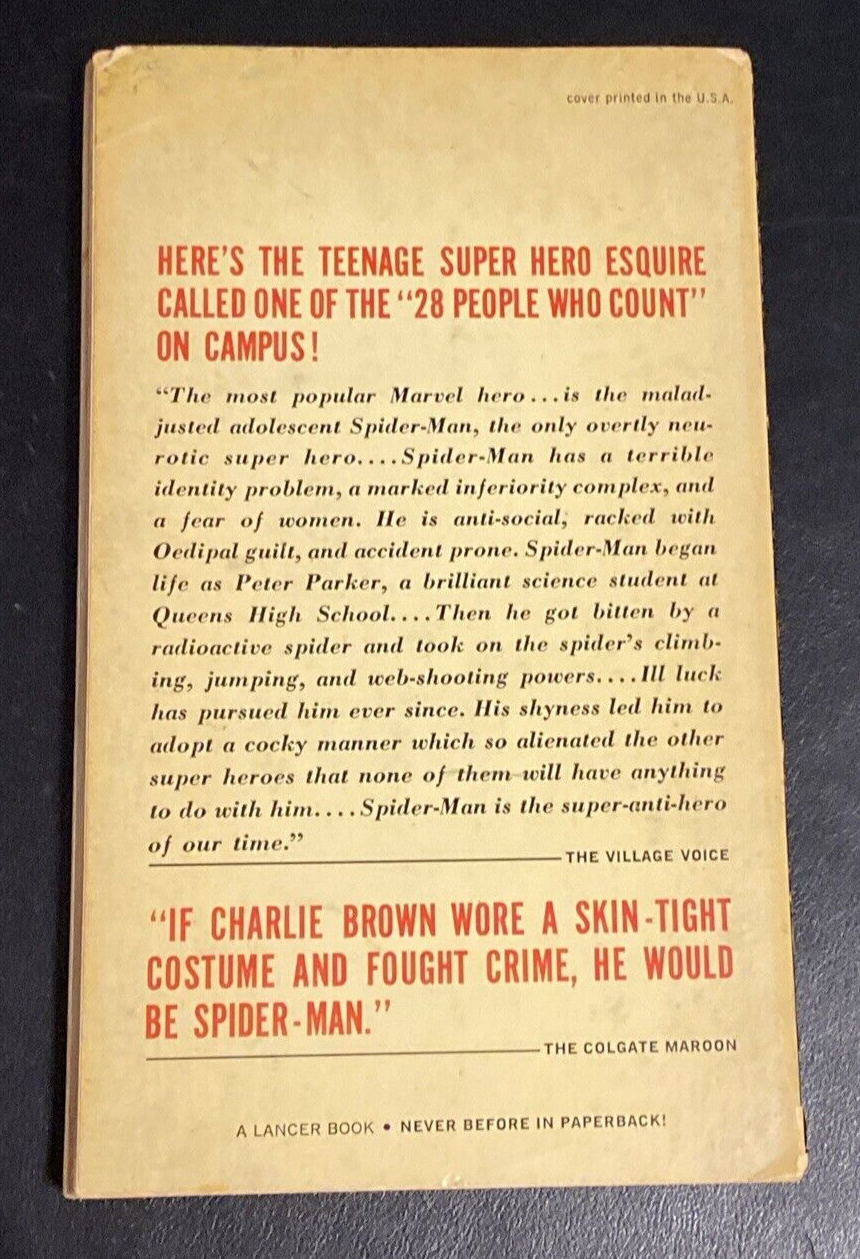 cover printed in the U.S.A.
HERE'S THE TEENAGE SUPER HERO ESQUIRE
CALLED ONE OF THE “28 PEOPLE WHO COUNT”
ON CAMPUS!
“The most popular Marvel hero...is the malad-
justed adolescent Spider-Man, the only overtly neu-
rotic super hero....Spider-Man has a terrible
identity problem, a marked inferiority complex, and
a fear of women. He is anti-social, racked with
Oedipal guilt, and accident prone. Spider-Man began
life as Peter Parker, a brilliant science student at
Queens High School....Then he got bitten by a
radioactive spider and took on the spider's climb-
ing, jumping, and web-shooting powers....Ill luck
has pursued him ever since. His shyness led him to
adopt a cocky manner which so alienated the other
super heroes that none of them will have anything
to do with him....Spider-Man is the super-anti-hero
of our time.”
THE VILLAGE VOICE
“IF CHARLIE BROWN WORE A SKIN-TIGHT
COSTUME AND FOUGHT CRIME, HE WOULD
BE SPIDER-MAN.”
THE COLGATE MAROON
A LANCER BOOK • NEVER BEFORE IN PAPERBACK!